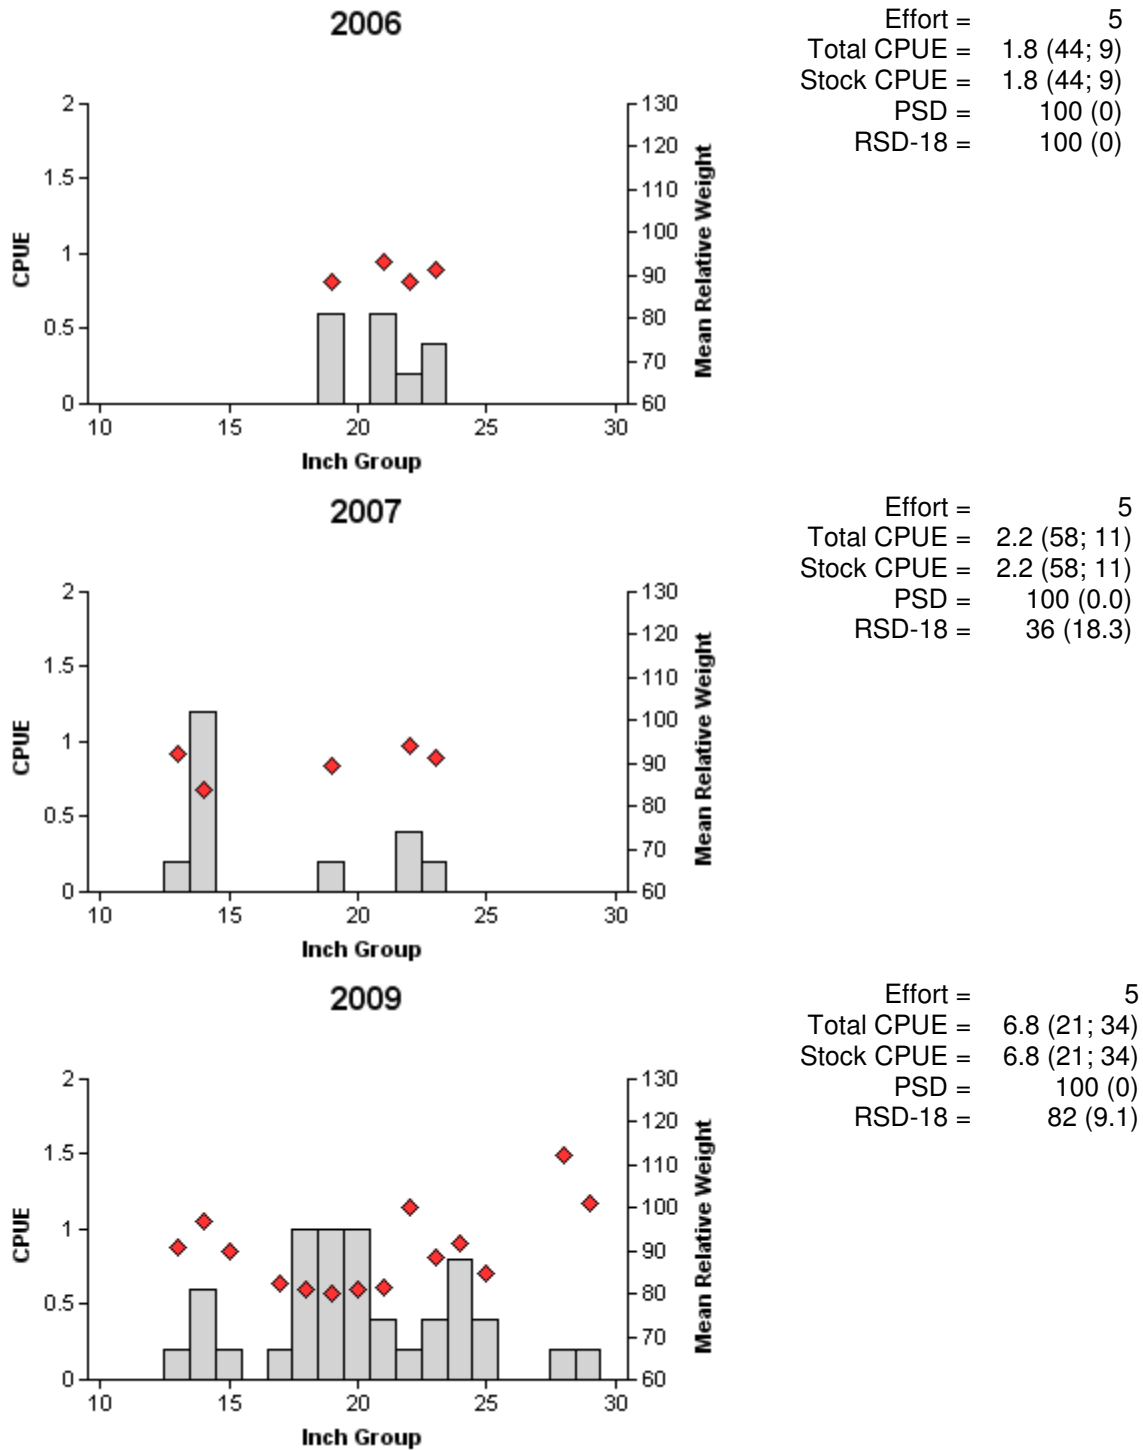 2006
Effort = 5
Total CPUE = 1.8 (44; 9)
Stock CPUE = 1.8 (44; 9)
PSD = 100 (0)
RSD-18 = 100 (0)
2 130
120
1.5 110
100
1 90
80
0.5 70
0 60
CPUE
Mean Relative Weight
10 15 20 25 30
Inch Group
2007
Effort = 5
Total CPUE = 2.2 (58; 11)
Stock CPUE = 2.2 (58; 11)
PSD = 100 (0.0)
RSD-18 = 36 (18.3)
2 130
120
1.5 110
100
1 90
80
0.5 70
0 60
CPUE
Mean Relative Weight
10 15 20 25 30
Inch Group
2009
Effort = 5
Total CPUE = 6.8 (21; 34)
Stock CPUE = 6.8 (21; 34)
PSD = 100 (0)
RSD-18 = 82 (9.1)
2 130
120
1.5 110
100
1 90
80
0.5 70
0 60
CPUE
Mean Relative Weight
10 15 20 25 30
Inch Group